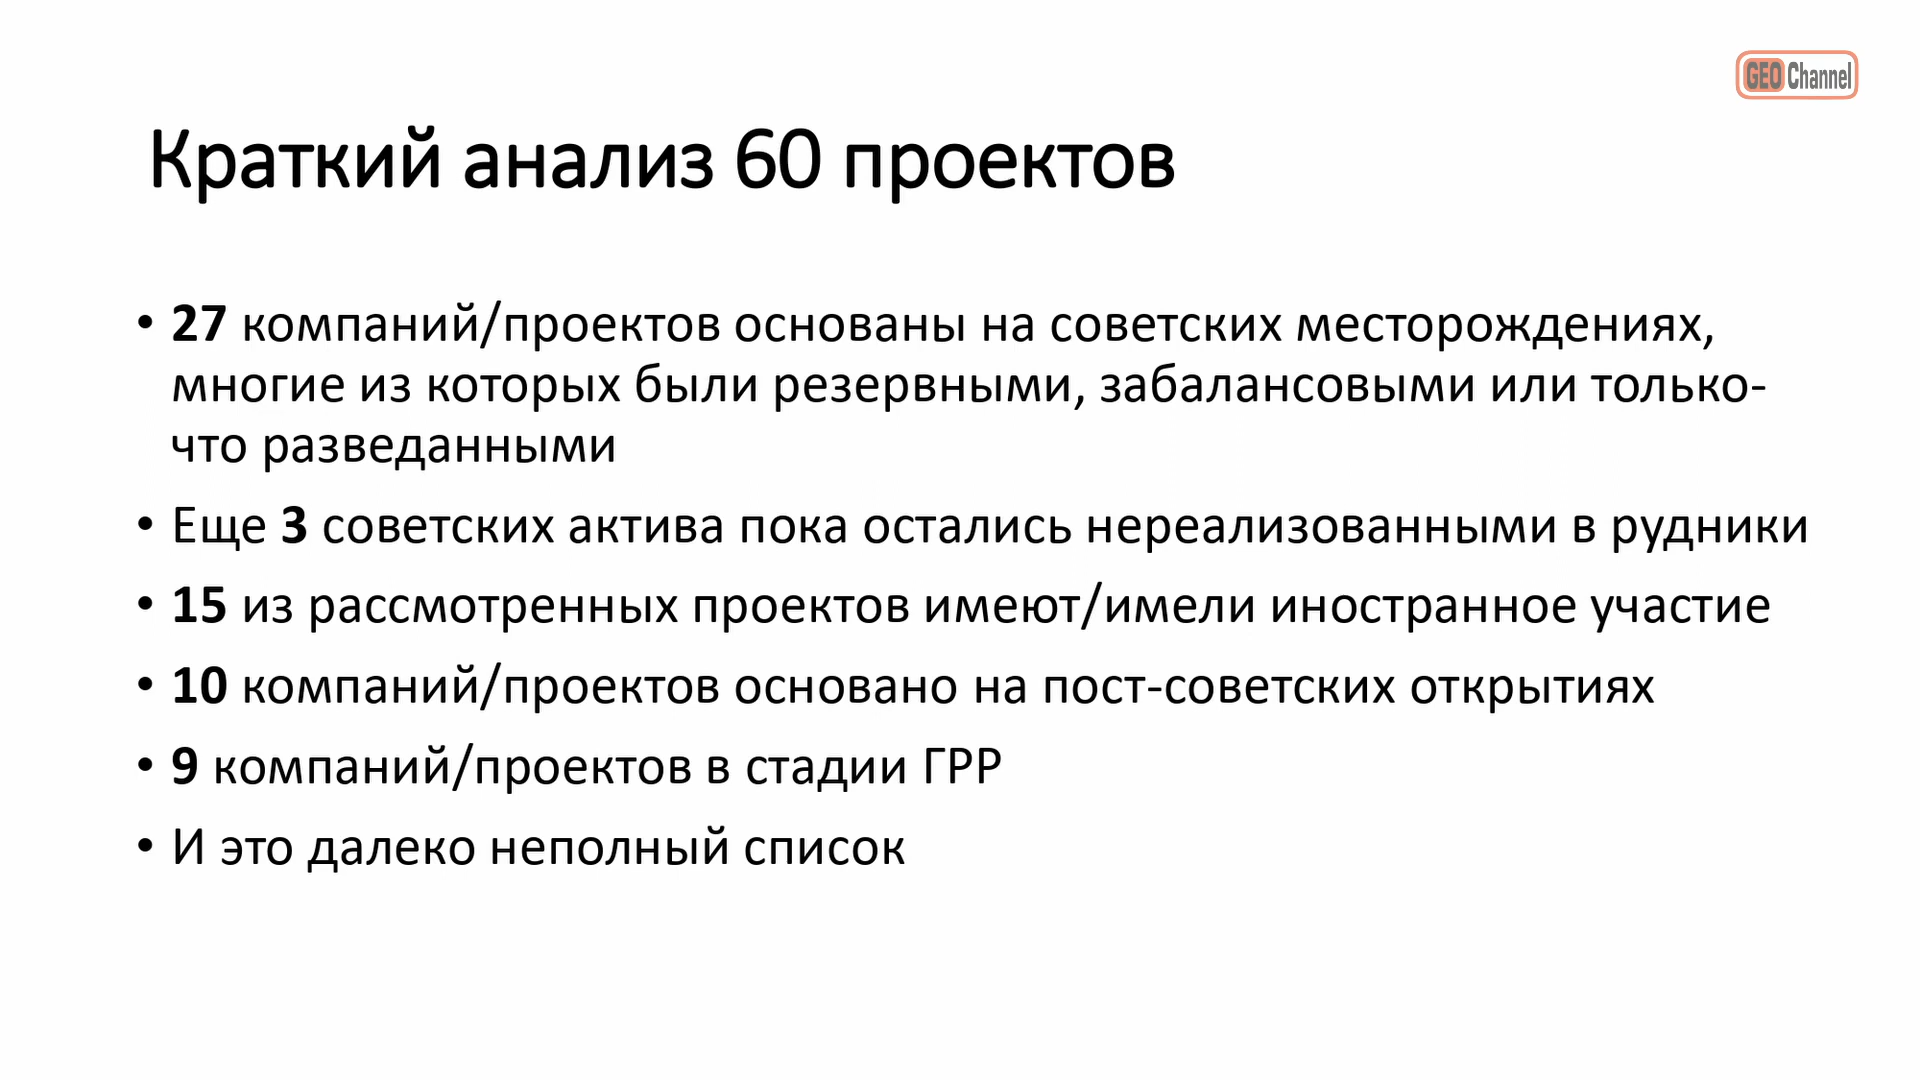 GEO Channel
Краткий анализ 60 проектов
• 27 компаний/проектов основаны на советских месторождениях,
многие из которых были резервными, забалансовыми или только-
что разведанными
• Еще 3 советских актива пока остались нереализованными в рудники
• 15 из рассмотренных проектов имеют/имели иностранное участие
• 10 компаний/проектов основано на пост-советских открытиях
• 9 компаний/проектов в стадии ГРР
• И это далеко неполный список